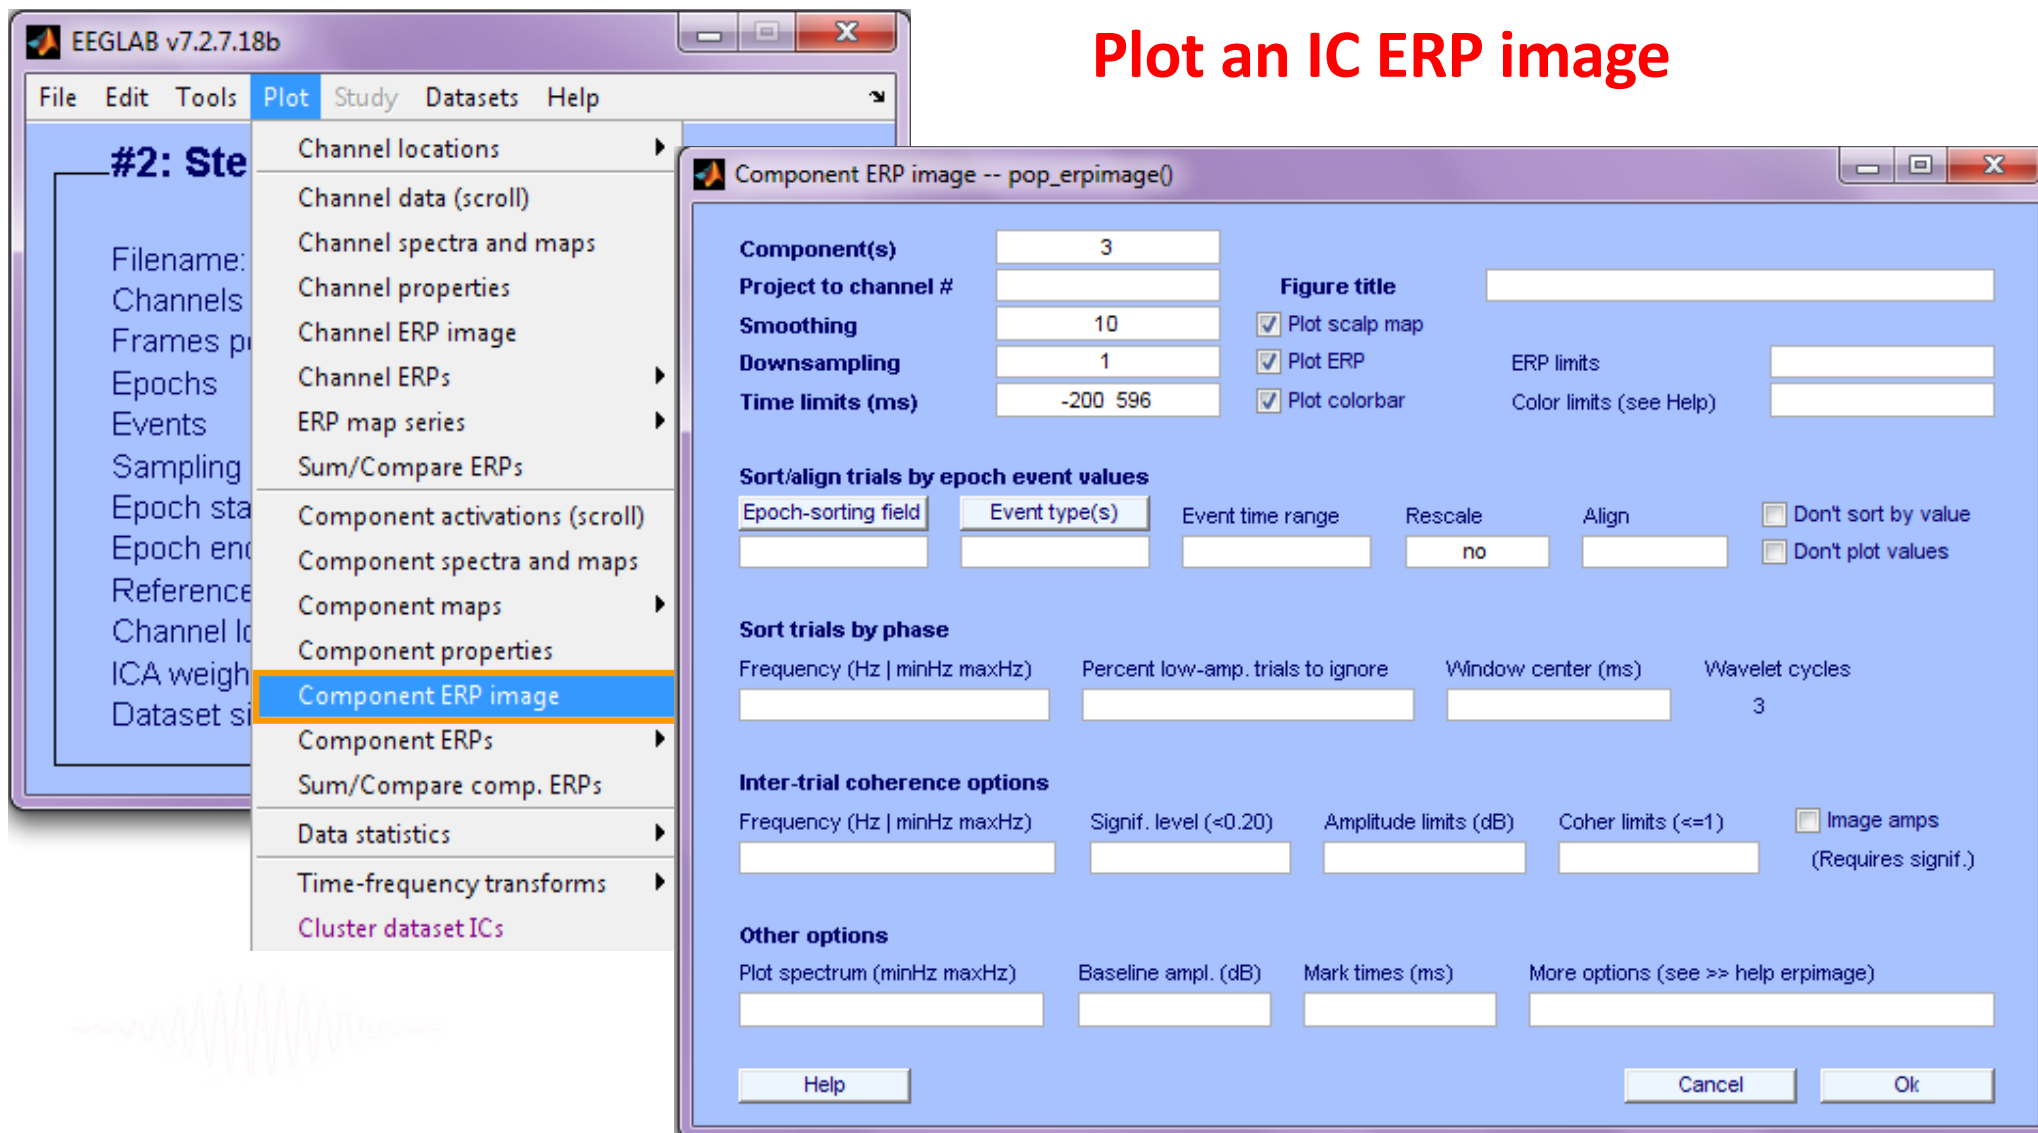 Plot an IC ERP image
EEGLAB v7.2.7.18b
File Edit Tools Plot Study Datasets Help
#2: Ste
Filename:
Channels
Frames
Epochs
Events
Sampling
Epoch sta
Epoch
Reference
Channel
ICA weigh
Dataset si
Channel locations
Channel data (scroll)
Channel spectra and maps
Channel properties
Channel ERP image
Channel ERPs
ERP map series
Sum/Compare ERPs
Component activations (scroll)
Component spectra and maps
Component maps
Component properties
Component ERP image
Component ERPs
Sum/Compare comp. ERPs
Data statistics
Time-frequency transforms
Cluster dataset ICs
Component ERP image -- pop_erpimage()
Component(s) 3
Project to channel # Figure title
Smoothing 10 Plot scalp map
Downsampling 1 Plot ERP ERP limits
Time limits (ms) -200 596 Plot colorbar Color limits (see Help)
Sort/align trials by epoch event values
Epoch-sorting field Event type(s) Event time range Rescale Align Don't sort by value
no Don't plot values
Sort trials by phase
Frequency (Hz | minHz maxHz) Percent low-amp. trials to ignore Window center (ms) Wavelet cycles
3
Inter-trial coherence options
Frequency (Hz | minHz maxHz) Signif. level (<0.20) Amplitude limits (dB) Coher limits (<=1) Image amps
(Requires signif.)
Other options
Plot spectrum (minHz maxHz) Baseline ampl. (dB) Mark times (ms) More options (see >> help erpimage)
Help Cancel Ok